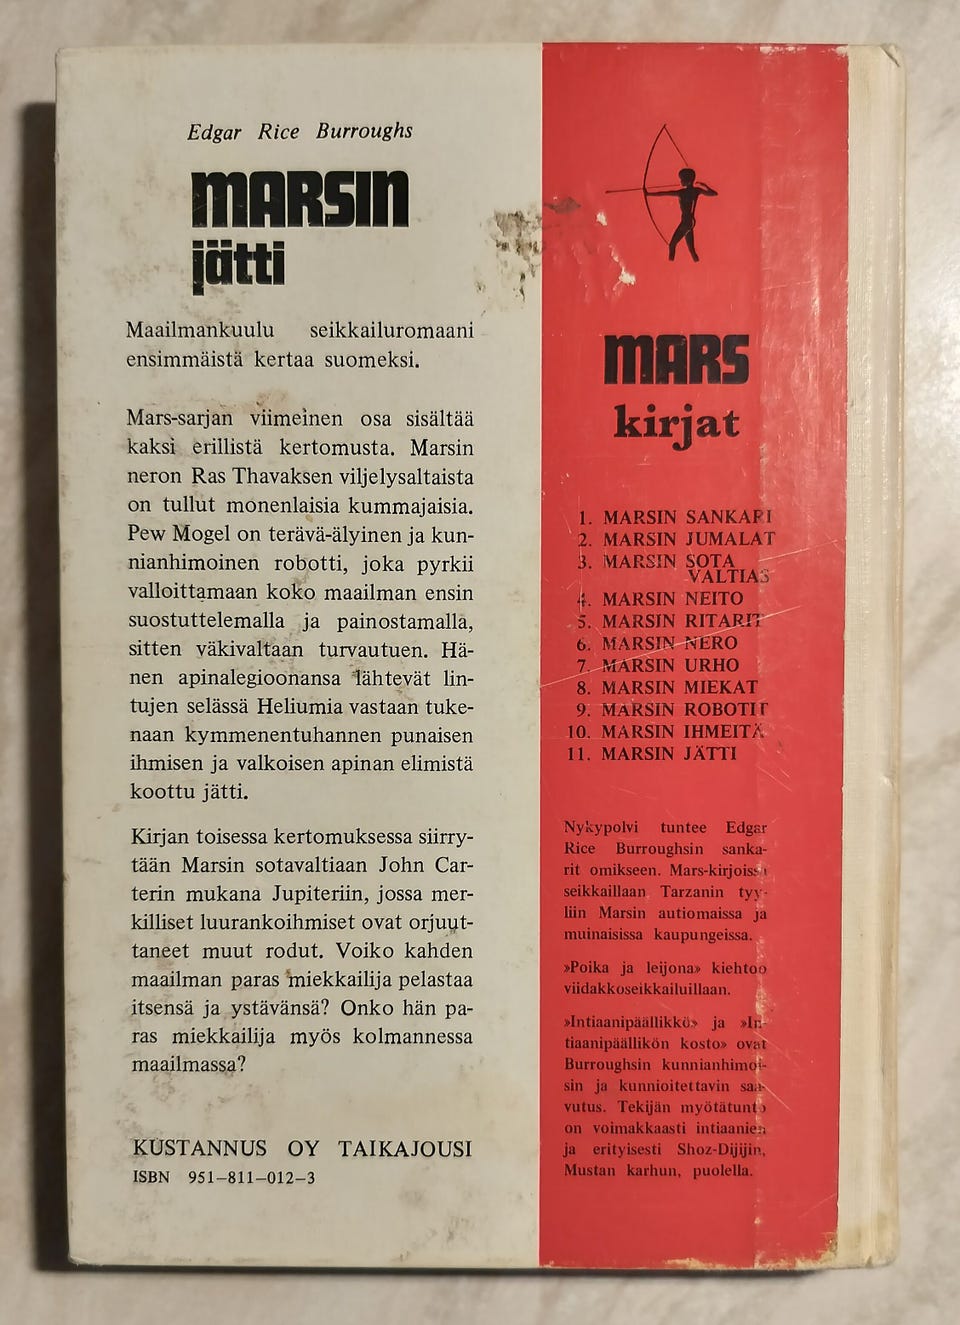 Edgar Rice Burroughs
MARSIN
jätti
Maailmankuulu seikkailuromaani
ensimmäistä kertaa suomeksi.
Mars-sarjan viimeinen osa sisältää
kaksi erillistä kertomusta. Marsin
neron Ras Thavaksen viljelysaltaista
on tullut monenlaisia kummajaisia.
Pew Mogel on terävä-älyinen ja kun-
nianhimoinen robotti, joka pyrkii
valloittamaan koko maailman ensin
suostuttelemalla ja painostamalla,
sitten väkivaltaan turvautuen. Hä-
nen apinalegioonansa lähtevät lin-
tujen selässä Heliumia vastaan tuke-
naan kymmenentuhannen punaisen
ihmisen ja valkoisen apinan elimistä
koottu jätti.
Kirjan toisessa kertomuksessa siirry-
tään Marsin sotavaltiaan John Car-
terin mukana Jupiteriin, jossa mer-
killiset luurankoihmiset ovat orjuut-
taneet muut rodut. Voiko kahden
maailman paras miekkailija pelastaa
itsensä ja ystävänsä? Onko hän pa-
ras miekkailija myös kolmannessa
maailmassa?
KUSTANNUS OY TAIKAJOUSI
ISBN 951-811-012-3
MARS
kirjat
1. MARSIN SANKARI
2. MARSIN JUMALAT
3. MARSIN SOTA
VALTIAS
4. MARSIN NEITO
5. MARSIN RITARIT
6. MARSIN NERO
7. MARSIN URHO
8. MARSIN MIEKAT
9. MARSIN ROBOTIT
10. MARSIN IHMEITÄ
11. MARSIN JÄTTI
Nykypolvi tuntee Edgar
Rice Burroughsin sanka-
rit omikseen. Mars-kirjoissa
seikkaillaan Tarzanin tyy-
liin Marsin autiomaissa ja
muinaisissa kaupungeissa.
»Poika ja leijona» kiehtoo
viidakkoseikkailuillaan.
»Intiaanipäällikkö» ja »In-
tiaanipäällikön kosto» ovat
Burroughsin kunnianhimoi-
sin ja kunnioitettavin saa-
vutus. Tekijän myötätunto
on voimakkaasti intiaanien
ja erityisesti Shoz-Dijijin,
Mustan karhun, puolella.